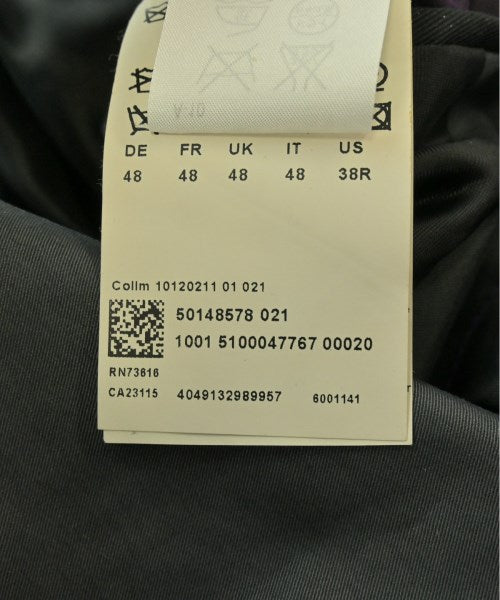 DE FR UK IT US
48 48 48 48 38R
Collm 10120211 01 021
50148578 021
1001 5100047767 00020
RN73616
CA23115 4049132989957 6001141